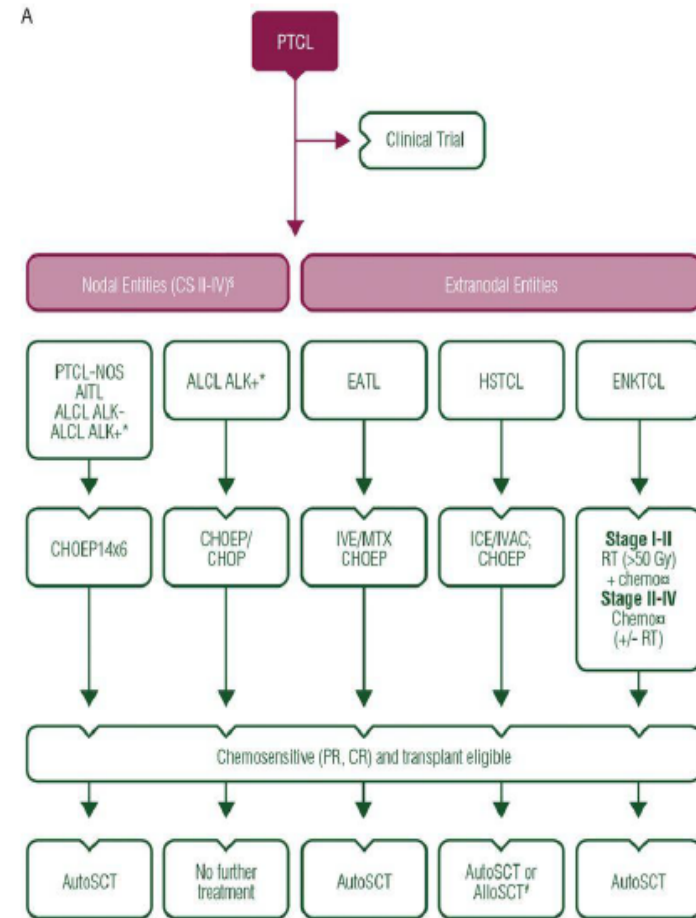 A
PTCL
Clinical Trial
Nodal Entities (CS II-IV)§
Extranodal Entities
PTCL-NOS
AITL
ALCL ALK-
ALCL ALK+*
ALCL ALK+*
EATL
HSTCL
ENKTCL
CHOEP14x6
CHOEP/
CHOP
IVE/MTX
CHOEP
ICE/IVAC;
CHOEP
Stage I-II
RT (>50 Gy)
+ chemo¤
Stage II-IV
Chemo¤
(+/- RT)
Chemosensitive (PR, CR) and transplant eligible
AutoSCT
No further
treatment
AutoSCT
AutoSCT or
AlloSCT#
AutoSCT